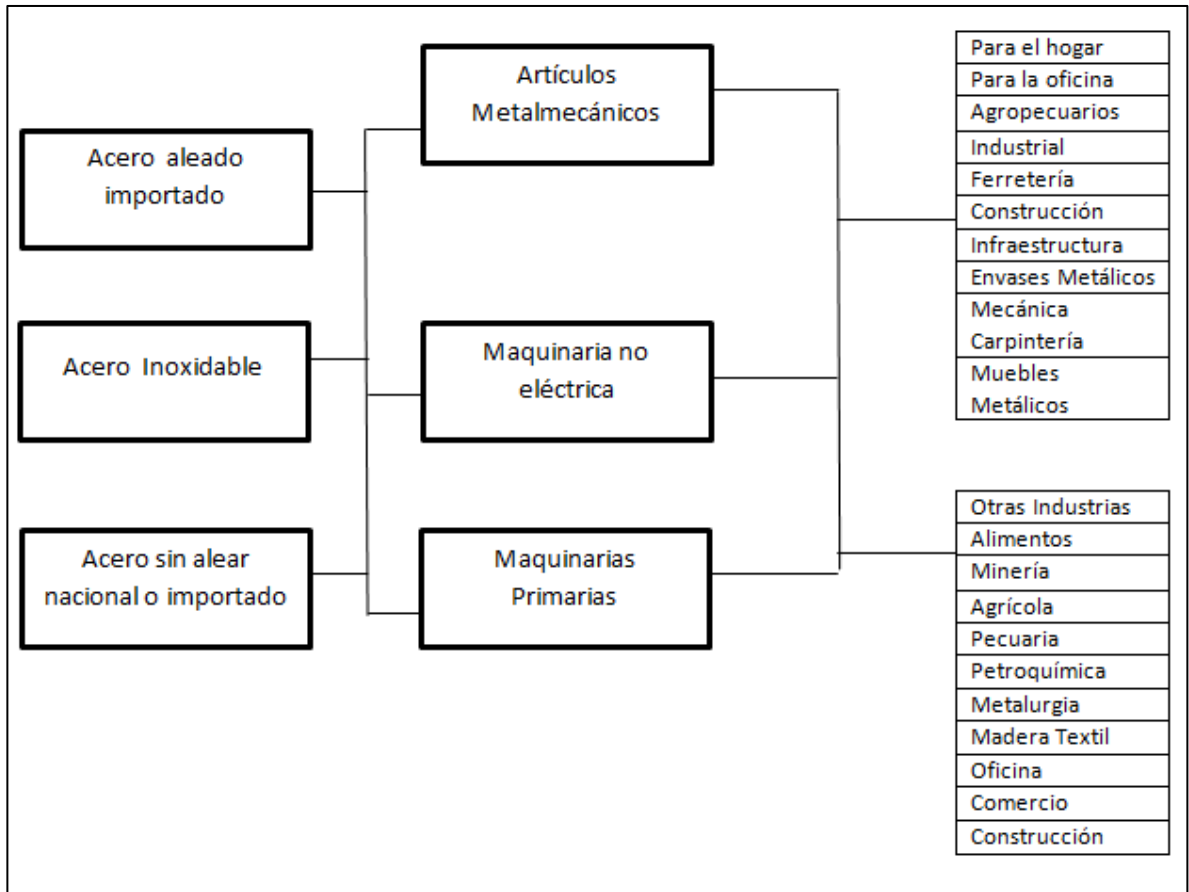 Acero aleado
importado
Acero Inoxidable
Acero sin alear
nacional o importado
Artículos
Metalmecánicos
Maquinaria no
eléctrica
Maquinarias
Primarias
Para el hogar
Para la oficina
Agropecuarios
Industrial
Ferretería
Construcción
Infraestructura
Envases Metálicos
Mecánica
Carpintería
Muebles
Metálicos
Otras Industrias
Alimentos
Minería
Agrícola
Pecuaria
Petroquímica
Metalurgia
Madera Textil
Oficina
Comercio
Construcción